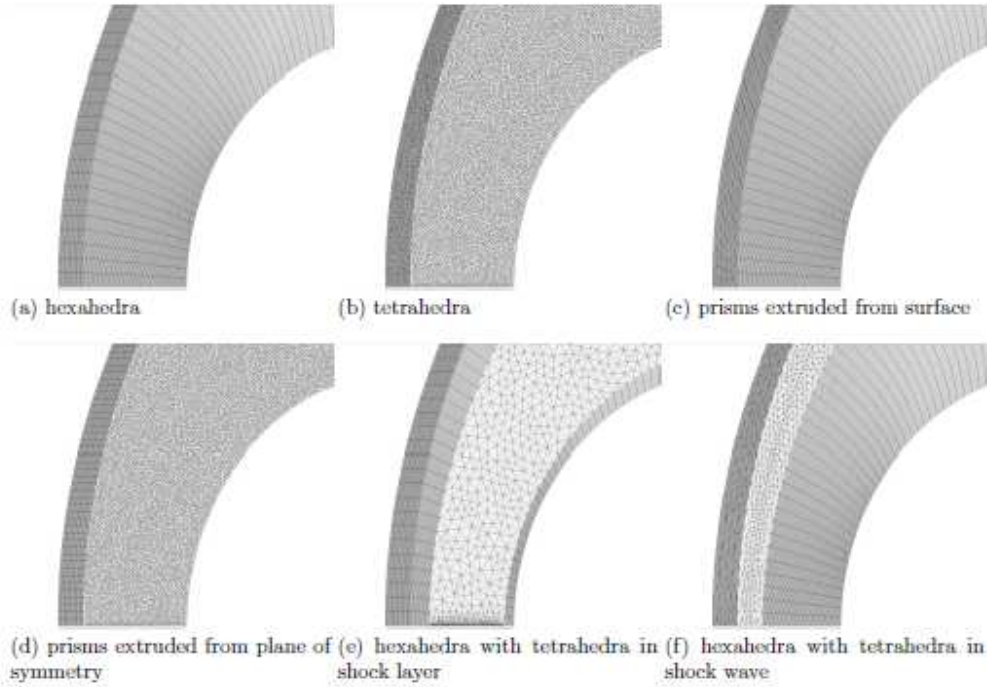 (a) hexahedra
(b) tetrahedra
(c) prisms extruded from surface
(d) prisms extruded from plane of
symmetry
(e) hexahedra with tetrahedra in
shock layer
(f) hexahedra with tetrahedra in
shock wave